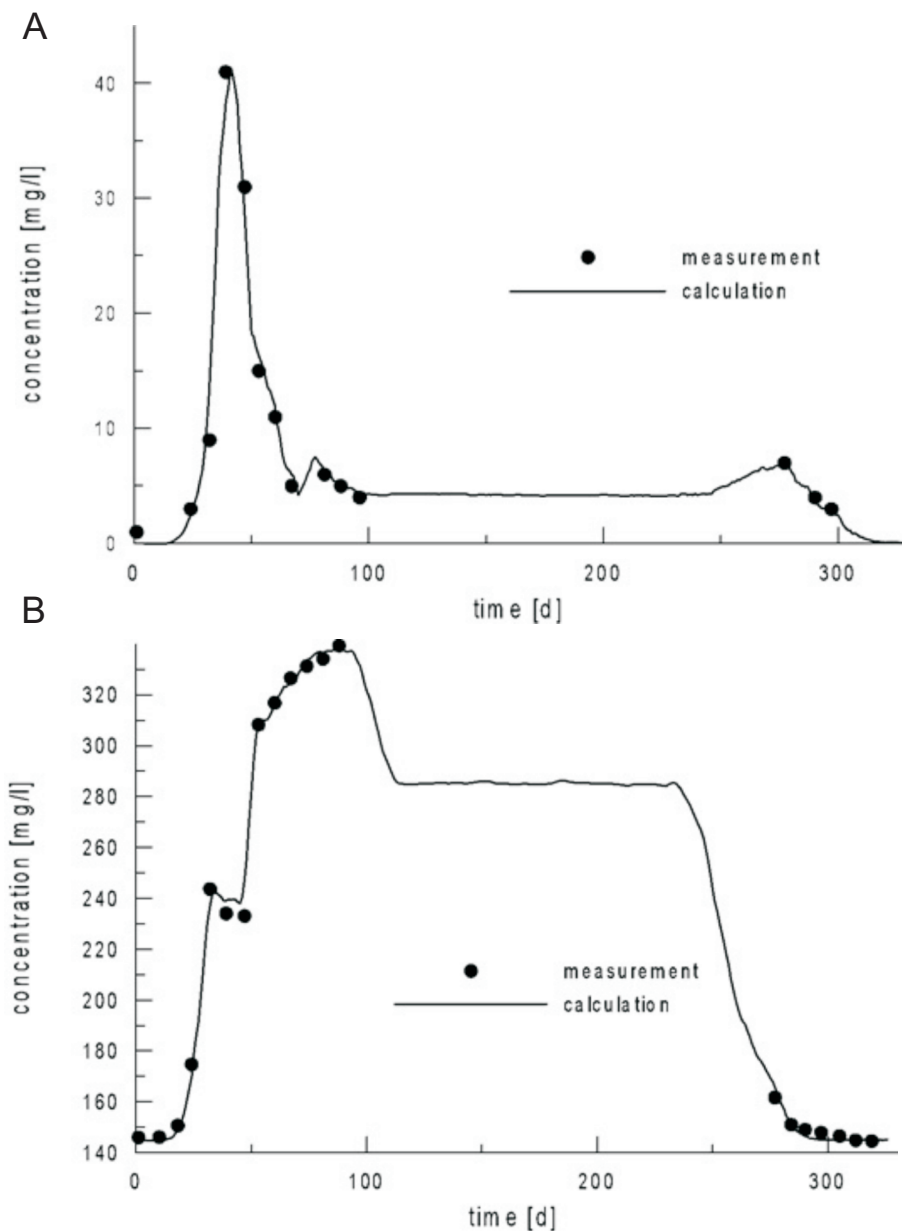 A
40
30
20
10
0
concentration [mg/l]
measurement
calculation
0 100 200 300
time [d]
B
320
300
280
260
240
220
200
180
160
140
concentration [mg/l]
measurement
calculation
0 100 200 300
time [d]